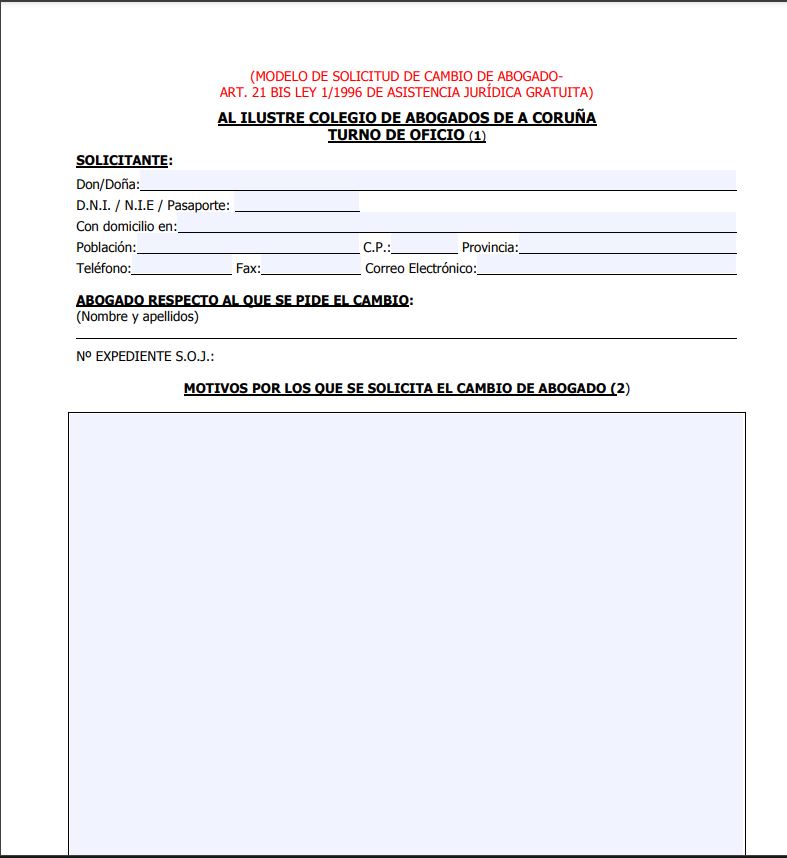 (MODELO DE SOLICITUD DE CAMBIO DE ABOGADO-
ART. 21 BIS LEY 1/1996 DE ASISTENCIA JURÍDICA GRATUITA)
AL ILUSTRE COLEGIO DE ABOGADOS DE A CORUÑA
TURNO DE OFICIO (1)
SOLICITANTE:
Don/Doña:
D.N.I. / N.I.E / Pasaporte:
Con domicilio en:
Población: C.P.: Provincia:
Teléfono: Fax: Correo Electrónico:
ABOGADO RESPECTO AL QUE SE PIDE EL CAMBIO:
(Nombre y apellidos)
Nº EXPEDIENTE S.O.J.:
MOTIVOS POR LOS QUE SE SOLICITA EL CAMBIO DE ABOGADO (2)